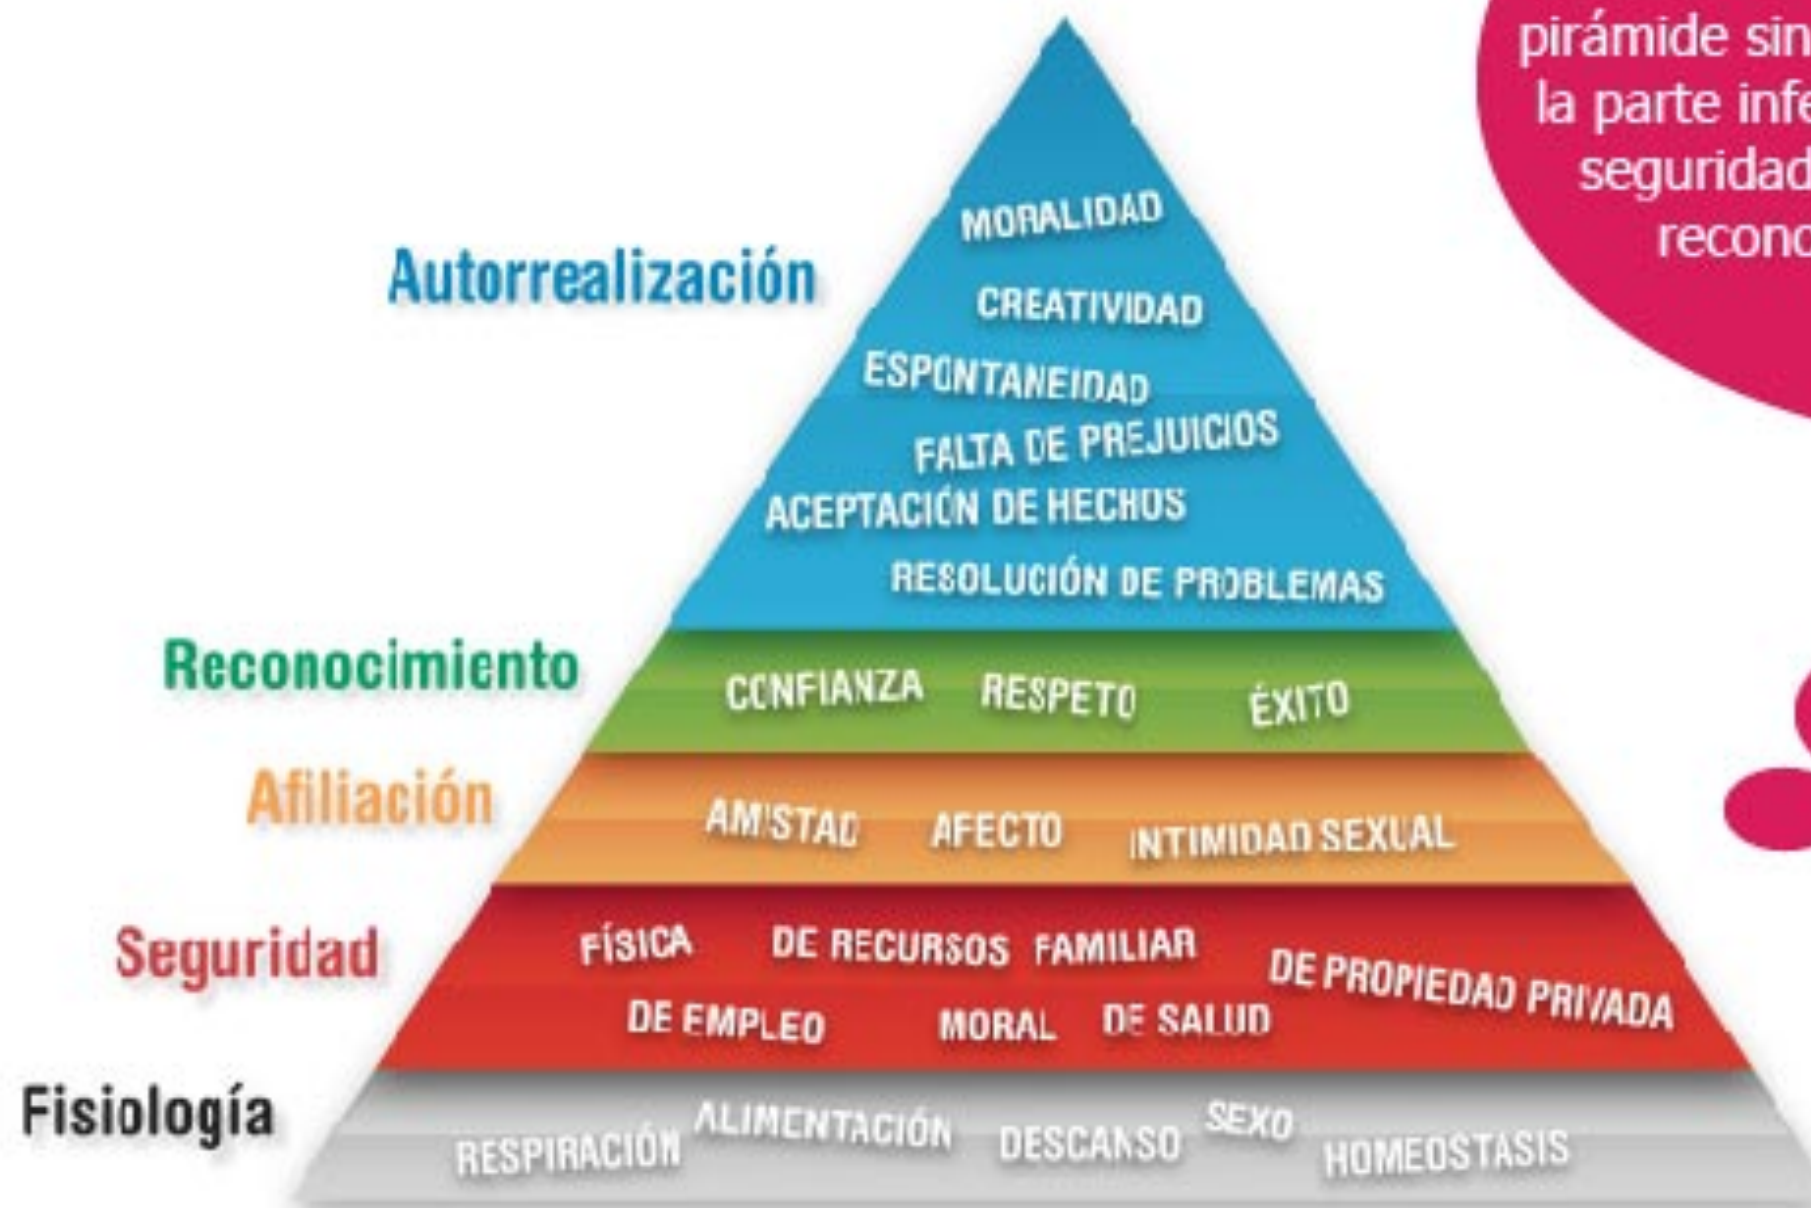 pirámide sin
la parte infe
seguridad
recono
Autorrealización
MORALIDAD
CREATIVIDAD
ESPONTANEIDAD
FALTA DE PREJUICIOS
ACEPTACIÓN DE HECHOS
RESOLUCIÓN DE PROBLEMAS
Reconocimiento
CONFIANZA RESPETO ÉXITO
Afiliación
AMISTAD AFECTO INTIMIDAD SEXUAL
Seguridad
FÍSICA DE RECURSOS FAMILIAR DE PROPIEDAD PRIVADA
DE EMPLEO MORAL DE SALUD
Fisiología
RESPIRACIÓN ALIMENTACIÓN DESCANSO SEXO HOMEOSTASIS